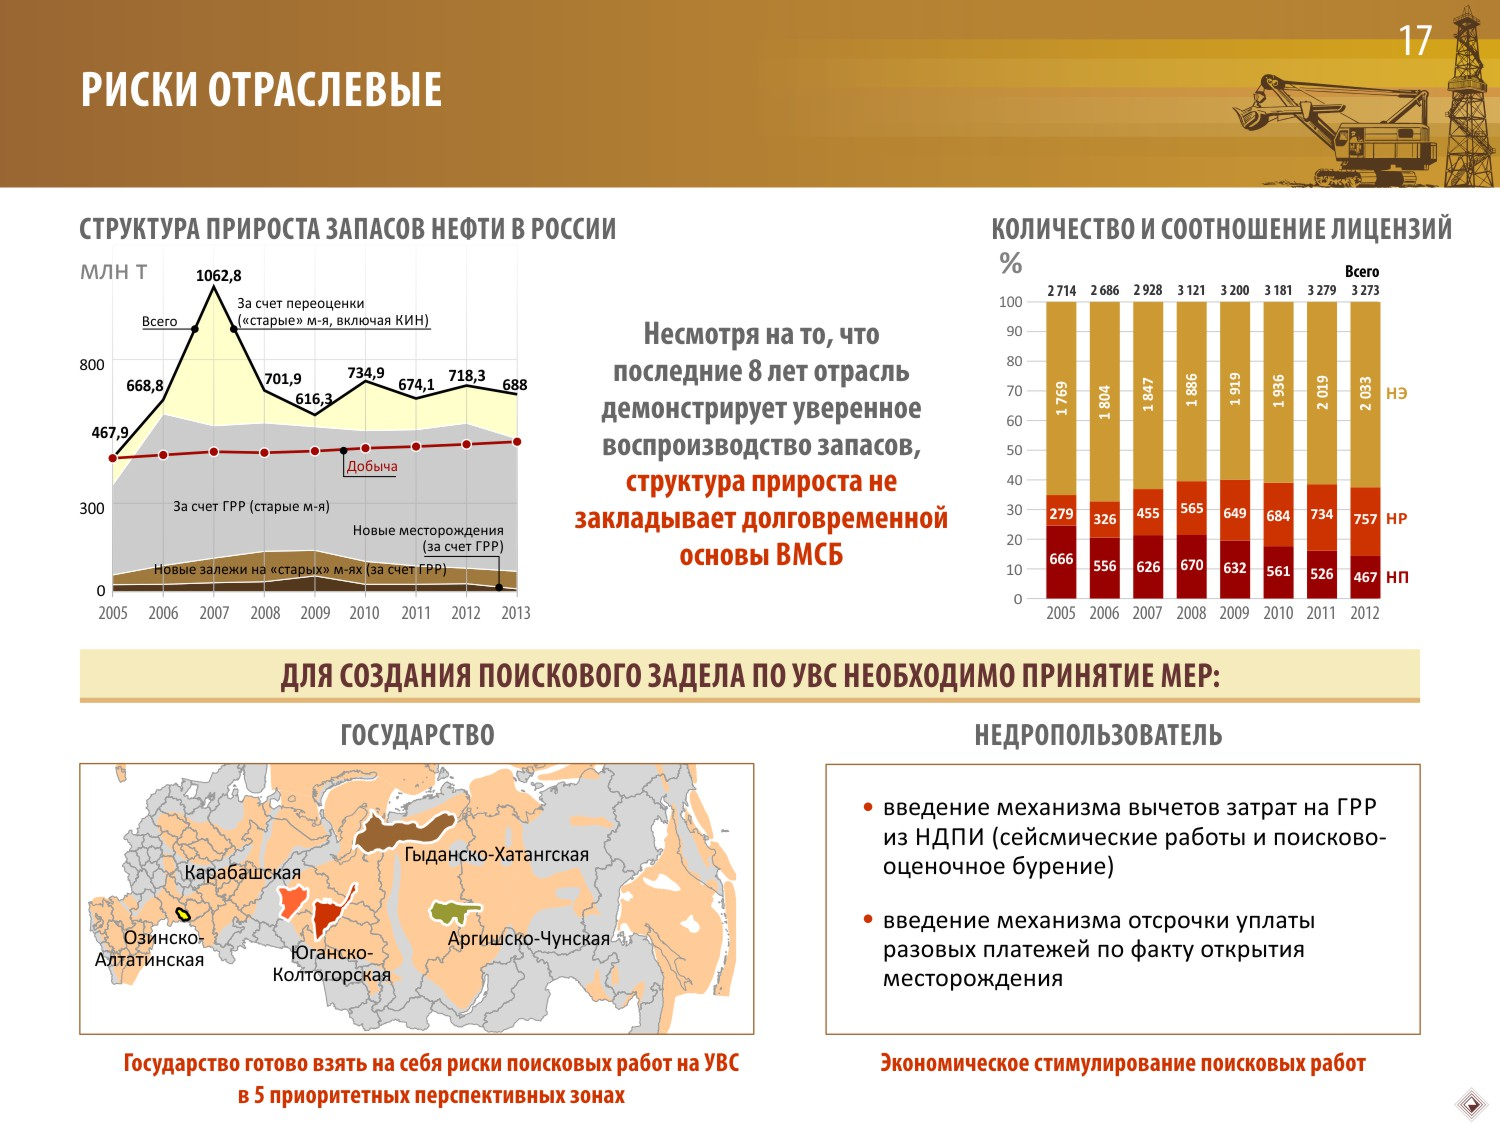 17
РИСКИ ОТРАСЛЕВЫЕ
СТРУКТУРА ПРИРОСТА ЗАПАСОВ НЕФТИ В РОССИИ
МЛН Т
1062,8
За счет переоценки
(«старые» м-я, включая КИН)
Всего
800
668,8
701,9
616,3
734,9
674,1
718,3
688
467,9
Добыча
300
За счет ГРР (старые м-я)
Новые месторождения
(за счет ГРР)
Новые залежи на «старых» м-ях (за счет ГРР)
0
2005 2006 2007 2008 2009 2010 2011 2012 2013
Несмотря на то, что
последние 8 лет отрасль
демонстрирует уверенное
воспроизводство запасов,
структура прироста не
закладывает долговременной
основы ВМСБ
КОЛИЧЕСТВО И СООТНОШЕНИЕ ЛИЦЕНЗИЙ
%
Всего
2 714 2 686 2 928 3 121 3 200 3 181 3 279 3 273
100
90
80
70
60
50
40
30
20
10
0
1 769 1 804 1 847 1 886 1 919 1 936 2 019 2 033 НЭ
279 326 455 565 649 684 734 757 НР
666 556 626 670 632 561 526 467 НП
2005 2006 2007 2008 2009 2010 2011 2012
ДЛЯ СОЗДАНИЯ ПОИСКОВОГО ЗАДЕЛА ПО УВС НЕОБХОДИМО ПРИНЯТИЕ МЕР:
ГОСУДАРСТВО
Гыданско-Хатангская
Карабашская
Озинско-
Алтатинская
Юганско-
Колтогорская
Аргишско-Чунская
Государство готово взять на себя риски поисковых работ на УВС
в 5 приоритетных перспективных зонах
НЕДРОПОЛЬЗОВАТЕЛЬ
• введение механизма вычетов затрат на ГРР
из НДПИ (сейсмические работы и поисково-
оценочное бурение)
• введение механизма отсрочки уплаты
разовых платежей по факту открытия
месторождения
Экономическое стимулирование поисковых работ